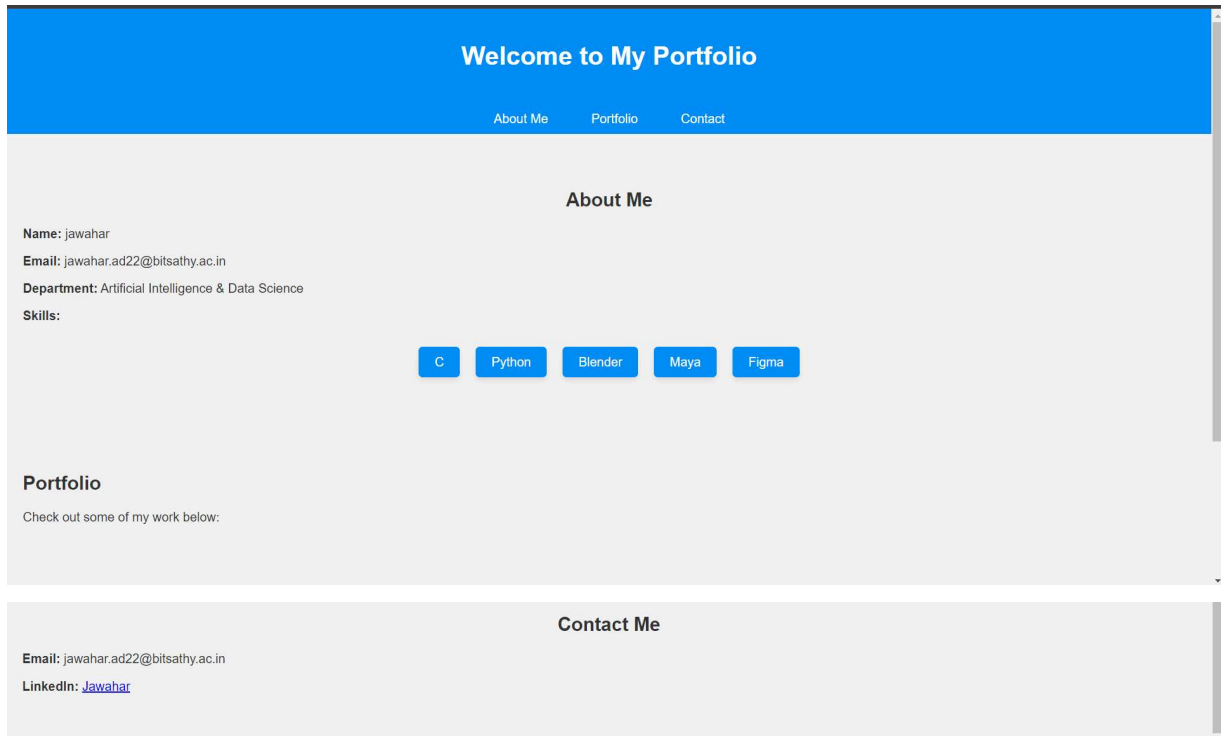 Welcome to My Portfolio
About Me Portfolio Contact
About Me
Name: jawahar
Email: jawahar.ad22@bitsathy.ac.in
Department: Artificial Intelligence & Data Science
Skills:
C Python Blender Maya Figma
Portfolio
Check out some of my work below:
Contact Me
Email: jawahar.ad22@bitsathy.ac.in
LinkedIn: Jawahar